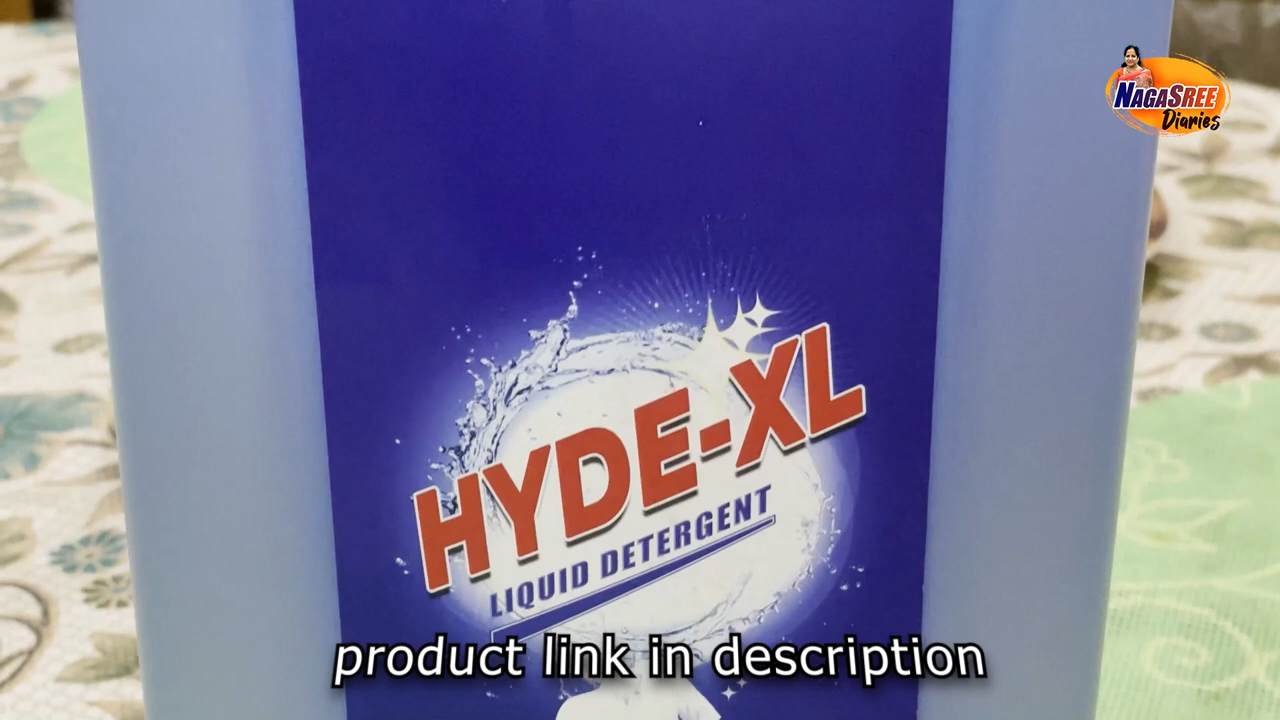 NAGASREE
Diaries
HYDE-XL
LIQUID DETERGENT
product link in description